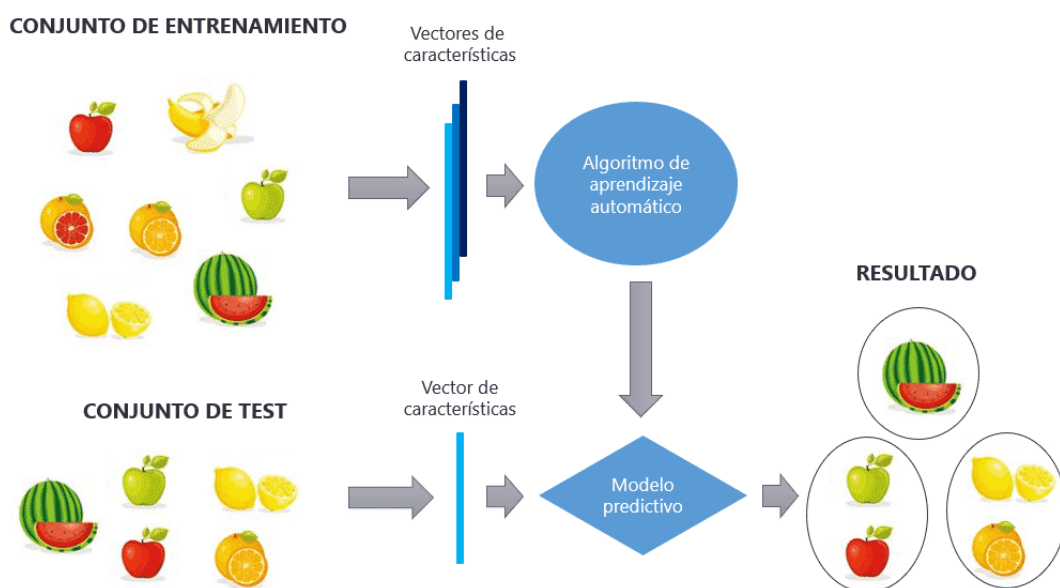 CONJUNTO DE ENTRENAMIENTO
Vectores de
características
Algoritmo de
aprendizaje
automático
RESULTADO
CONJUNTO DE TEST
Vector de
características
Modelo
predictivo